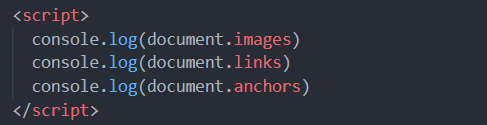 <script>
console.log(document.images)
console.log(document.links)
console.log(document.anchors)
</script>